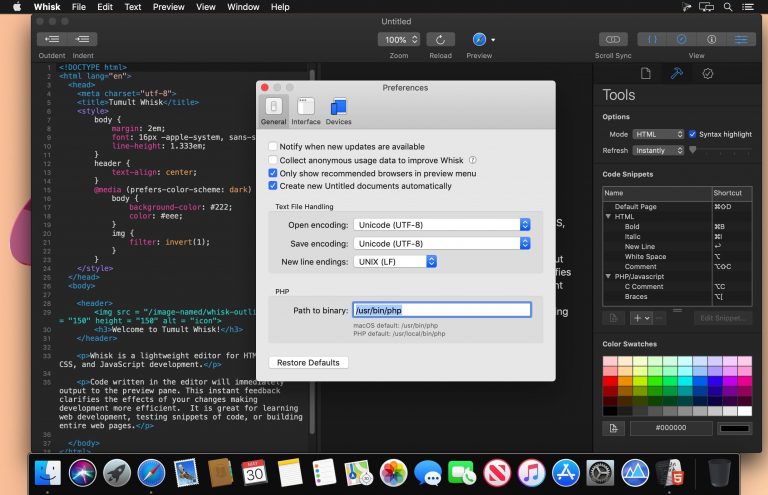 Whisk File Edit Text Preview View Window Help
Untitled
Outdent Indent
100%
Zoom Reload Preview
Scroll Sync View
1 <!DOCTYPE html>
2 <html lang="en">
3 <head>
4 <meta charset="utf-8">
5 <title>Tumult Whisk</title>
6 <style>
7 body {
8 margin: 2em;
9 font: 16px -apple-system, sans-s
10 line-height: 1.333em;
11 }
12 header {
13 text-align: center;
14 }
15 @media (prefers-color-scheme: dark)
16 body {
17 background-color: #222;
18 color: #eee;
19 }
20 img {
21 filter: invert(1);
22 }
23 }
24 </style>
25 </head>
26 <body>
27
28 <header>
29 <img src = "/image-named/whisk-outli
= "150" height = "150" alt = "icon">
30 <h3>Welcome to Tumult Whisk!</h3>
31 </header>
32
33 <p>Whisk is a lightweight editor for HTM
CSS, and JavaScript development.</p>
34
35 <p>Code written in the editor will immediately
output to the preview pane. This instant feedback
clarifies the effects of your changes making
development more efficient. It is great for learning
web development, testing snippets of code, or building
entire web pages.</p>
36
37 </body>
38 </html>
Preferences
General Interface Devices
Notify when new updates are available
Collect anonymous usage data to improve Whisk ?
Only show recommended browsers in preview menu
Create new Untitled documents automatically
Text File Handling
Open encoding: Unicode (UTF-8)
Save encoding: Unicode (UTF-8)
New line endings: UNIX (LF)
PHP
Path to binary: /usr/bin/php
macOS default: /usr/bin/php
PHP default: /usr/local/bin/php
Restore Defaults
Tools
Options
Mode HTML Syntax highlight
Refresh Instantly
Code Snippets
Name Shortcut
Default Page ⌘⇧D
HTML
Bold ⌘B
Italic ⌘I
New Line ↩
White Space ⌥
Comment ⌥⇧C
PHP/Javascript
C Comment ⌥C
Braces ⌥[
Edit Snippet...
Color Swatches
#000000
MAY
30